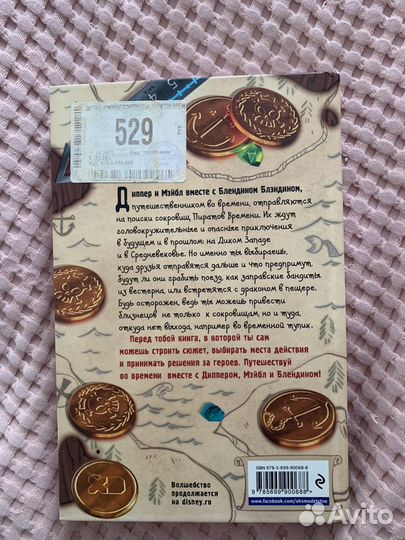 529
РУБ
Диппер и Мэйбл вместе с Блендином Блэндином,
путешественником во времени, отправляются
на поиски сокровищ Пиратов Времени. Их ждут
головокружительные и опасные приключения
в будущем и в прошлом: на Диком Западе
и в Средневековье. Но именно ты выбираешь,
куда друзья отправятся дальше и что предпримут,
будут ли они грабить поезд, как заправские бандиты
из вестерна, или встретятся с драконом в пещере.
Будь осторожен, ведь ты можешь привести
близнецов не только к сокровищам, но и туда,
откуда нет выхода, например во временной тупик.
Перед тобой книга, в которой ты сам
можешь строить сюжет, выбирать места действия
и принимать решения за героев. Путешествуй
во времени вместе с Диппером, Мэйбл и Блендином!
Волшебство
продолжается
на disney.ru
ISBN 978-5-699-90068-8
9 785699 900688 >
www.facebook.com/eksmodetstvo
Avito